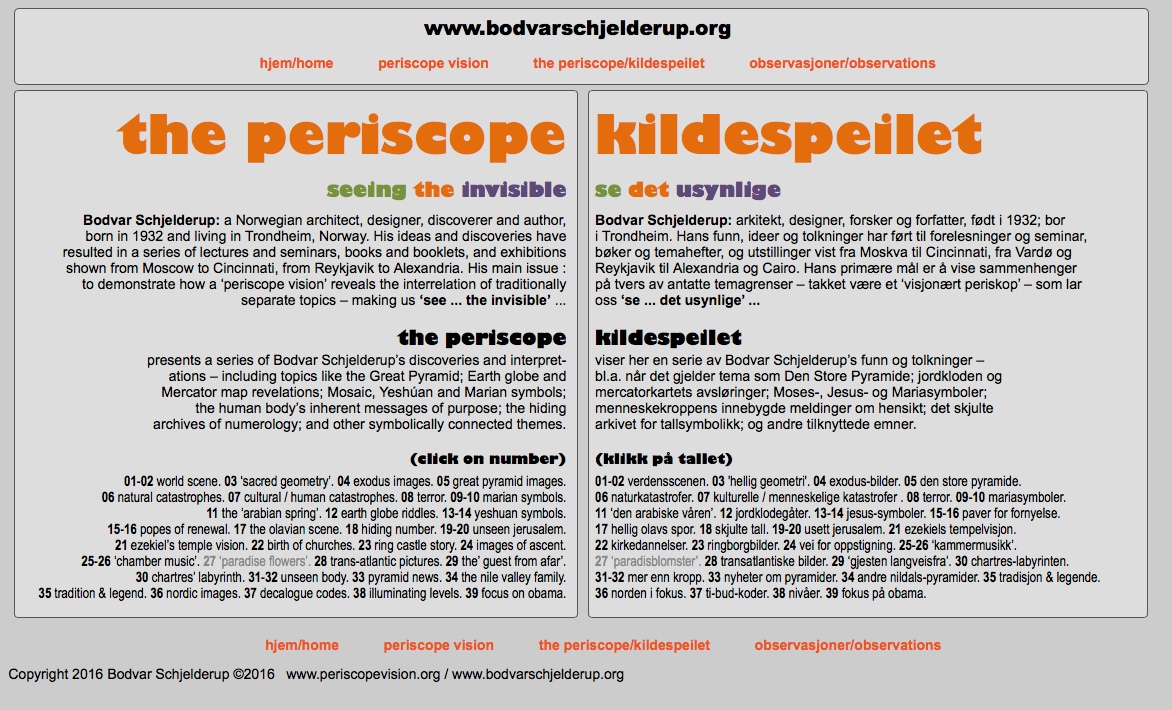 www.bodvarschjelderup.org
hjem/home periscope vision the periscope/kildespeilet observasjoner/observations
the periscope
seeing the invisible
Bodvar Schjelderup: a Norwegian architect, designer, discoverer and author,
born in 1932 and living in Trondheim, Norway. His ideas and discoveries have
resulted in a series of lectures and seminars, books and booklets, and exhibitions
shown from Moscow to Cincinnati, from Reykjavik to Alexandria. His main issue :
to demonstrate how a ‘periscope vision’ reveals the interrelation of traditionally
separate topics – making us ‘see ... the invisible’ ...
the periscope
presents a series of Bodvar Schjelderup’s discoveries and interpret-
ations – including topics like the Great Pyramid; Earth globe and
Mercator map revelations; Mosaic, Yeshúan and Marian symbols;
the human body’s inherent messages of purpose; the hiding
archives of numerology; and other symbolically connected themes.
(click on number)
01-02 world scene. 03 ‘sacred geometry’. 04 exodus images. 05 great pyramid images.
06 natural catastrophes. 07 cultural / human catastrophes. 08 terror. 09-10 marian symbols.
11 the ‘arabian spring’. 12 earth globe riddles. 13-14 yeshuan symbols.
15-16 popes of renewal. 17 the olavian scene. 18 hiding number. 19-20 unseen jerusalem.
21 ezekiel’s temple vision. 22 birth of churches. 23 ring castle story. 24 images of ascent.
25-26 ‘chamber music’. 27 ‘paradise flowers’. 28 trans-atlantic pictures. 29 the’ guest from afar’.
30 chartres’ labyrinth. 31-32 unseen body. 33 pyramid news. 34 the nile valley family.
35 tradition & legend. 36 nordic images. 37 decalogue codes. 38 illuminating levels. 39 focus on obama.
kildespeilet
se det usynlige
Bodvar Schjelderup: arkitekt, designer, forsker og forfatter, født i 1932; bor
i Trondheim. Hans funn, ideer og tolkninger har ført til forelesninger og seminar,
bøker og temahefter, og utstillinger vist fra Moskva til Cincinnati, fra Vardø og
Reykjavik til Alexandria og Cairo. Hans primære mål er å vise sammenhenger
på tvers av antatte temagrenser – takket være et ‘visjonært periskop’ – som lar
oss ‘se ... det usynlige’ ...
kildespeilet
viser her en serie av Bodvar Schjelderup’s funn og tolkninger –
bl.a. når det gjelder tema som Den Store Pyramide; jordkloden og
mercatorkartets avsløringer; Moses-, Jesus- og Mariasymboler;
menneskekroppens innebygde meldinger om hensikt; det skjulte
arkivet for tallsymbolikk; og andre tilknyttede emner.
(klikk på tallet)
01-02 verdensscenen. 03 ’hellig geometri’. 04 exodus-bilder. 05 den store pyramide.
06 naturkatastrofer. 07 kulturelle / menneskelige katastrofer . 08 terror. 09-10 mariasymboler.
11 ‘den arabiske våren’. 12 jordklodegåter. 13-14 jesus-symboler. 15-16 paver for fornyelse.
17 hellig olavs spor. 18 skjulte tall. 19-20 usett jerusalem. 21 ezekiels tempelvisjon.
22 kirkedannelser. 23 ringborgbilder. 24 vei for oppstigning. 25-26 ‘kammermusikk’.
27 ‘paradisblomster’. 28 transatlantiske bilder. 29 ‘gjesten langveisfra’. 30 chartres-labyrinten.
31-32 mer enn kropp. 33 nyheter om pyramider. 34 andre nildals-pyramider. 35 tradisjon & legende.
36 norden i fokus. 37 ti-bud-koder. 38 nivåer. 39 fokus på obama.
hjem/home periscope vision the periscope/kildespeilet observasjoner/observations
Copyright 2016 Bodvar Schjelderup ©2016 www.periscopevision.org / www.bodvarschjelderup.org